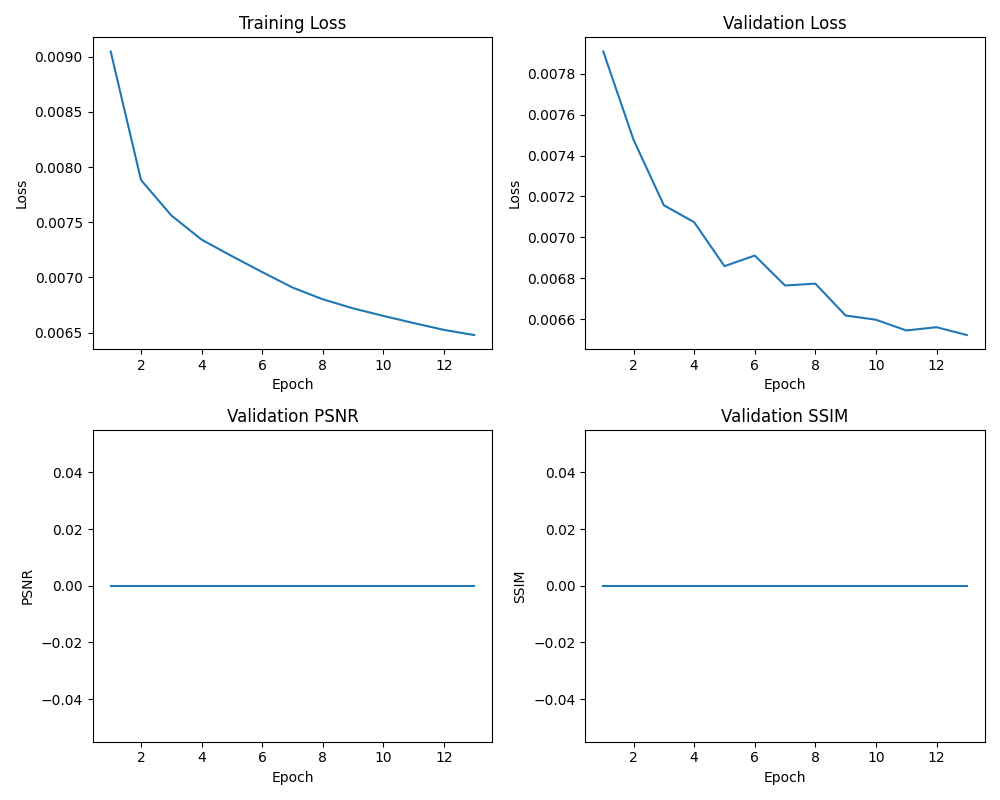 Training Loss
Validation Loss
0.0090
0.0085
0.0080
0.0075
0.0070
0.0065
Loss
2 4 6 8 10 12
Epoch
0.0078
0.0076
0.0074
0.0072
0.0070
0.0068
0.0066
Loss
2 4 6 8 10 12
Epoch
Validation PSNR
Validation SSIM
0.04
0.02
0.00
−0.02
−0.04
PSNR
2 4 6 8 10 12
Epoch
0.04
0.02
0.00
−0.02
−0.04
SSIM
2 4 6 8 10 12
Epoch